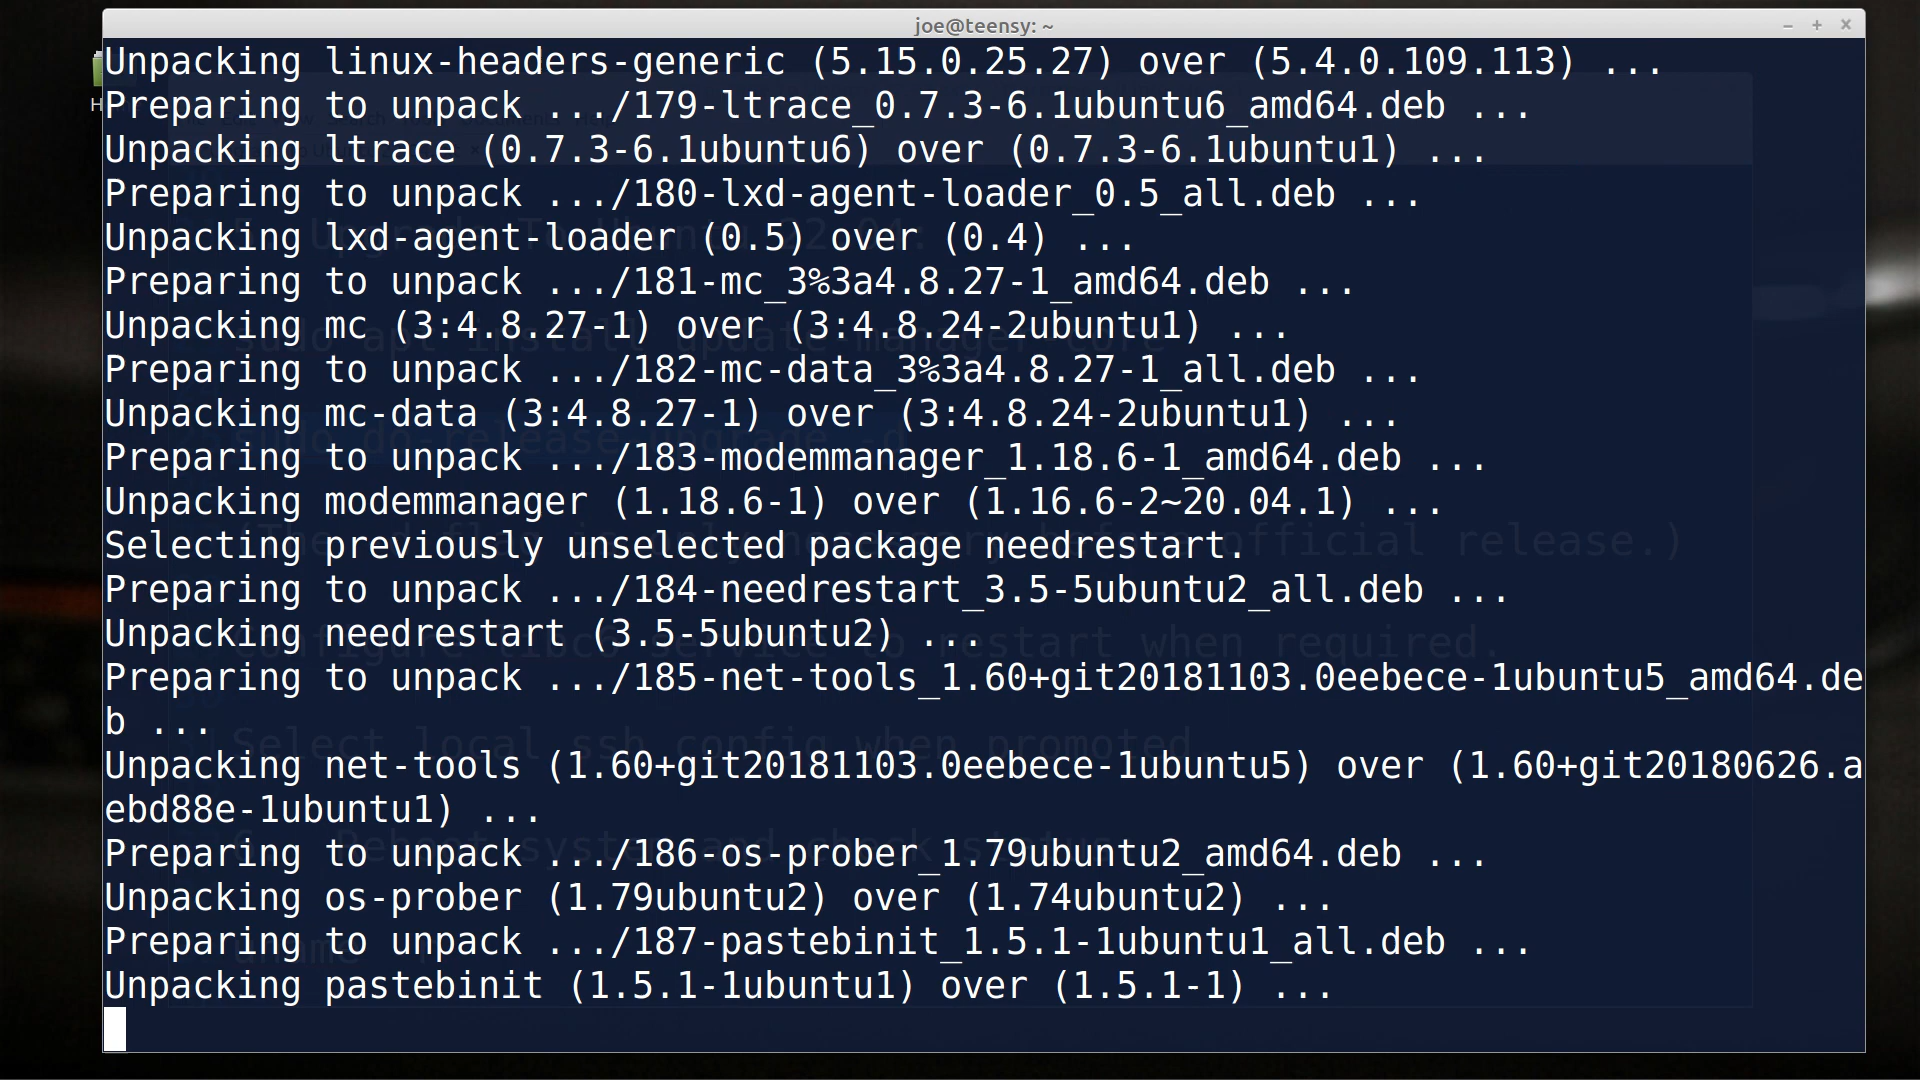 joe@teensy: ~
Unpacking linux-headers-generic (5.15.0.25.27) over (5.4.0.109.113) ...
Preparing to unpack .../179-ltrace_0.7.3-6.1ubuntu6_amd64.deb ...
Unpacking ltrace (0.7.3-6.1ubuntu6) over (0.7.3-6.1ubuntu1) ...
Preparing to unpack .../180-lxd-agent-loader_0.5_all.deb ...
Unpacking lxd-agent-loader (0.5) over (0.4) ...
Preparing to unpack .../181-mc_3%3a4.8.27-1_amd64.deb ...
Unpacking mc (3:4.8.27-1) over (3:4.8.24-2ubuntu1) ...
Preparing to unpack .../182-mc-data_3%3a4.8.27-1_all.deb ...
Unpacking mc-data (3:4.8.27-1) over (3:4.8.24-2ubuntu1) ...
Preparing to unpack .../183-modemmanager_1.18.6-1_amd64.deb ...
Unpacking modemmanager (1.18.6-1) over (1.16.6-2~20.04.1) ...
Selecting previously unselected package needrestart.
Preparing to unpack .../184-needrestart_3.5-5ubuntu2_all.deb ...
Unpacking needrestart (3.5-5ubuntu2) ...
Preparing to unpack .../185-net-tools_1.60+git20181103.0eebece-1ubuntu5_amd64.de
b ...
Unpacking net-tools (1.60+git20181103.0eebece-1ubuntu5) over (1.60+git20180626.a
ebd88e-1ubuntu1) ...
Preparing to unpack .../186-os-prober_1.79ubuntu2_amd64.deb ...
Unpacking os-prober (1.79ubuntu2) over (1.74ubuntu2) ...
Preparing to unpack .../187-pastebinit_1.5.1-1ubuntu1_all.deb ...
Unpacking pastebinit (1.5.1-1ubuntu1) over (1.5.1-1) ...